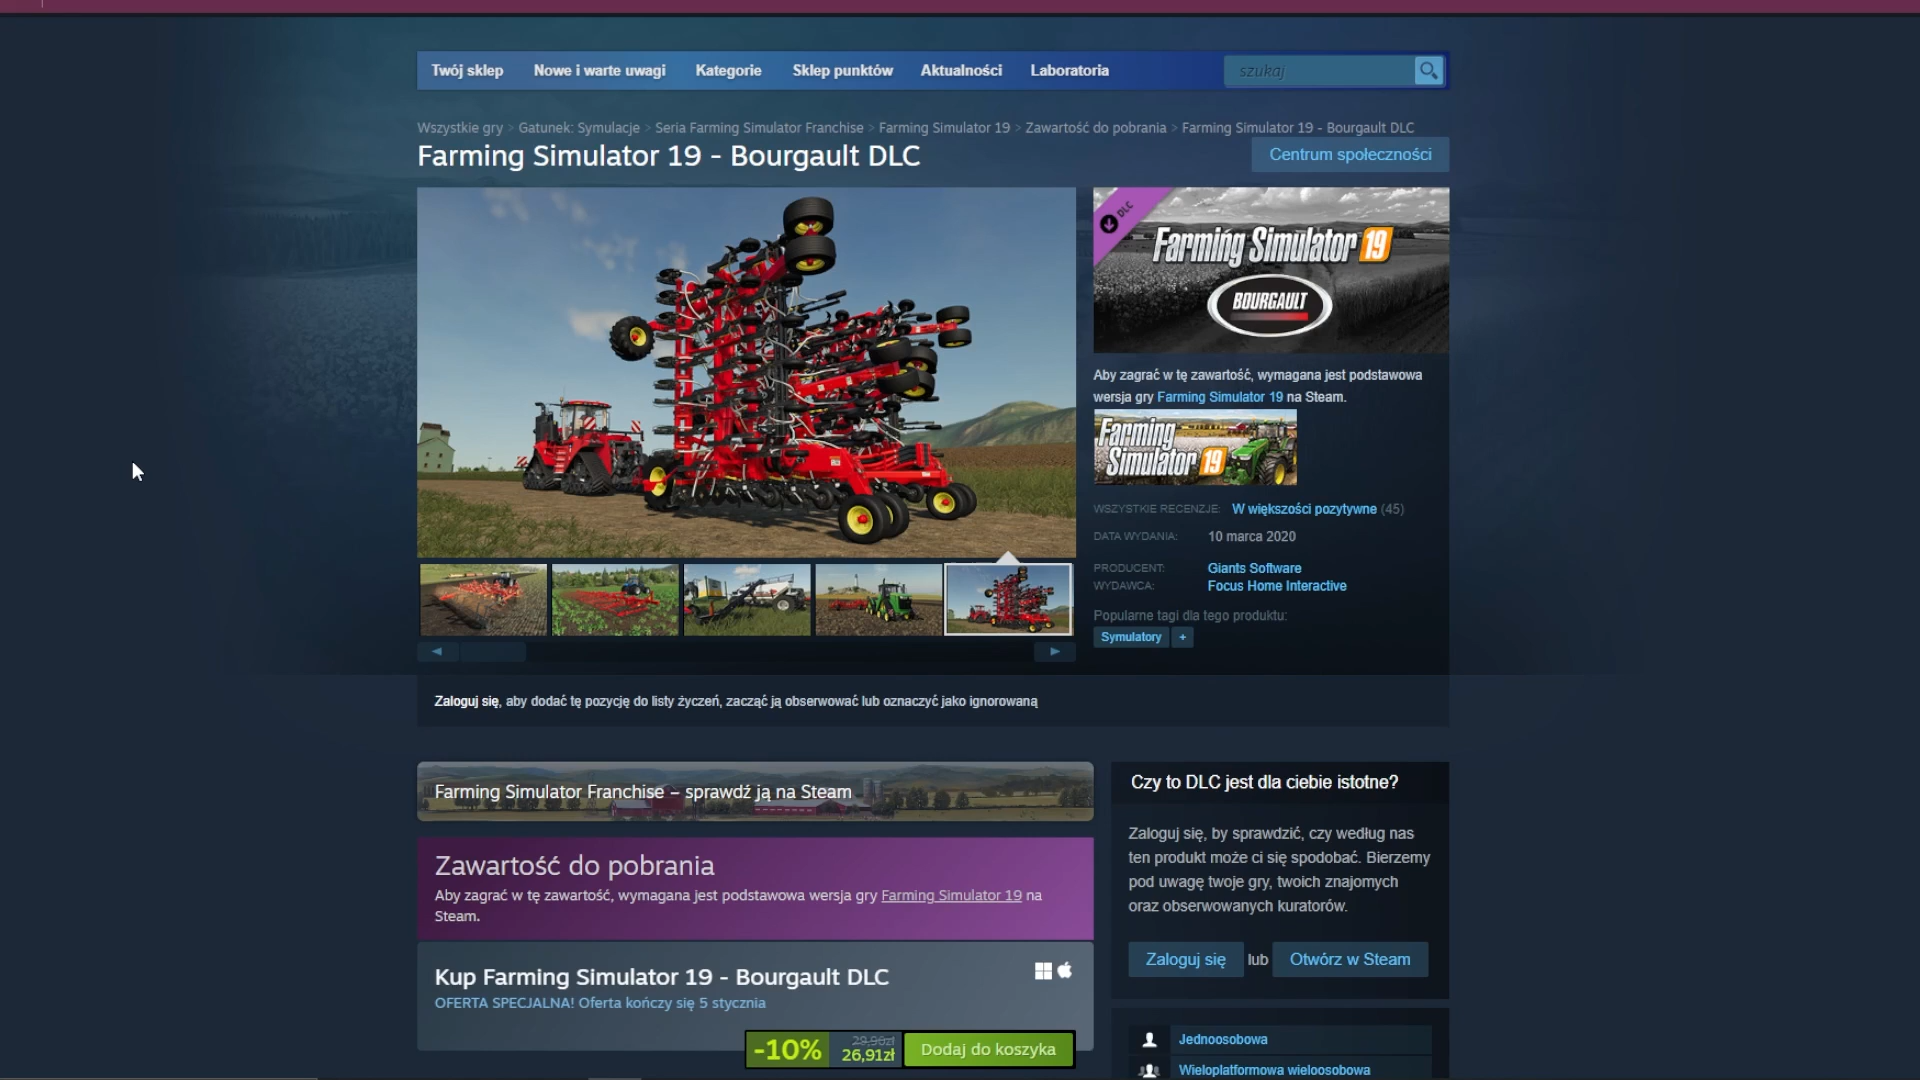 Twój sklep Nowe i warte uwagi Kategorie Sklep punktów Aktualności Laboratoria szukaj
Wszystkie gry > Gatunek: Symulacje > Seria Farming Simulator Franchise > Farming Simulator 19 > Zawartość do pobrania > Farming Simulator 19 - Bourgault DLC
Farming Simulator 19 - Bourgault DLC
Centrum społeczności
DLC
Farming Simulator 19
BOURGAULT
Aby zagrać w tę zawartość, wymagana jest podstawowa
wersja gry Farming Simulator 19 na Steam.
Farming
Simulator 19
WSZYSTKIE RECENZJE: W większości pozytywne (45)
DATA WYDANIA: 10 marca 2020
PRODUCENT: Giants Software
WYDAWCA: Focus Home Interactive
Popularne tagi dla tego produktu:
Symulatory +
Zaloguj się, aby dodać tę pozycję do listy życzeń, zacząć ją obserwować lub oznaczyć jako ignorowaną
Farming Simulator Franchise – sprawdź ją na Steam
Zawartość do pobrania
Aby zagrać w tę zawartość, wymagana jest podstawowa wersja gry Farming Simulator 19 na
Steam.
Kup Farming Simulator 19 - Bourgault DLC
OFERTA SPECJALNA! Oferta kończy się 5 stycznia
-10% 29,90zł
26,91zł
Dodaj do koszyka
Czy to DLC jest dla ciebie istotne?
Zaloguj się, by sprawdzić, czy według nas
ten produkt może ci się spodobać. Bierzemy
pod uwagę twoje gry, twoich znajomych
oraz obserwowanych kuratorów.
Zaloguj się lub Otwórz w Steam
Jednoosobowa
Wieloplatformowa wieloosobowa